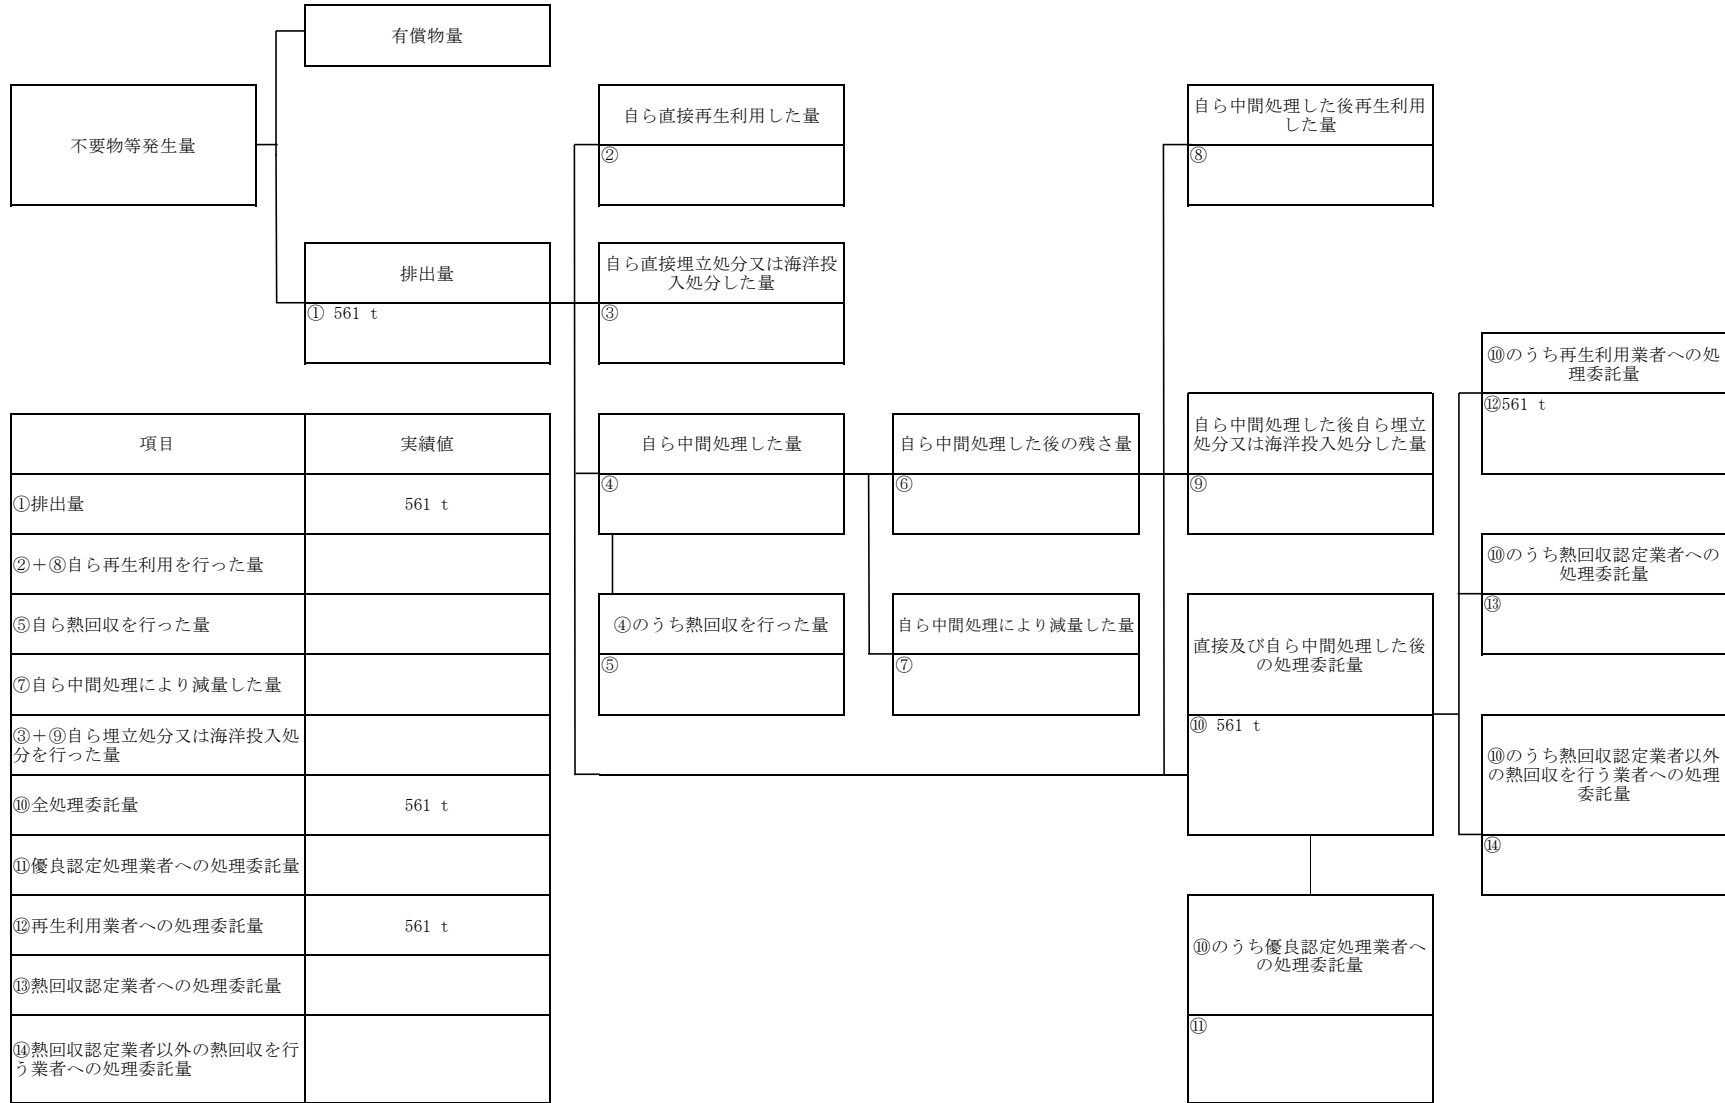 有償物量
不要物等発生量
自ら直接再生利用した量
②
自ら中間処理した後再生利用
した量
⑧
排出量
① 561 t
自ら直接埋立処分又は海洋投
入処分した量
③
⑩のうち再生利用業者への処
理委託量
⑫561 t
自ら中間処理した量
④
自ら中間処理した後の残さ量
⑥
自ら中間処理した後自ら埋立
処分又は海洋投入処分した量
⑨
⑩のうち熱回収認定業者への
処理委託量
⑬
④のうち熱回収を行った量
⑤
自ら中間処理により減量した量
⑦
直接及び自ら中間処理した後
の処理委託量
⑩ 561 t
⑩のうち熱回収認定業者以外
の熱回収を行う業者への処理
委託量
⑭
⑩のうち優良認定処理業者へ
の処理委託量
⑪
項目 実績値
①排出量 561 t
②＋⑧自ら再生利用を行った量
⑤自ら熱回収を行った量
⑦自ら中間処理により減量した量
③＋⑨自ら埋立処分又は海洋投入処
分を行った量
⑩全処理委託量 561 t
⑪優良認定処理業者への処理委託量
⑫再生利用業者への処理委託量 561 t
⑬熱回収認定業者への処理委託量
⑭熱回収認定業者以外の熱回収を行
う業者への処理委託量